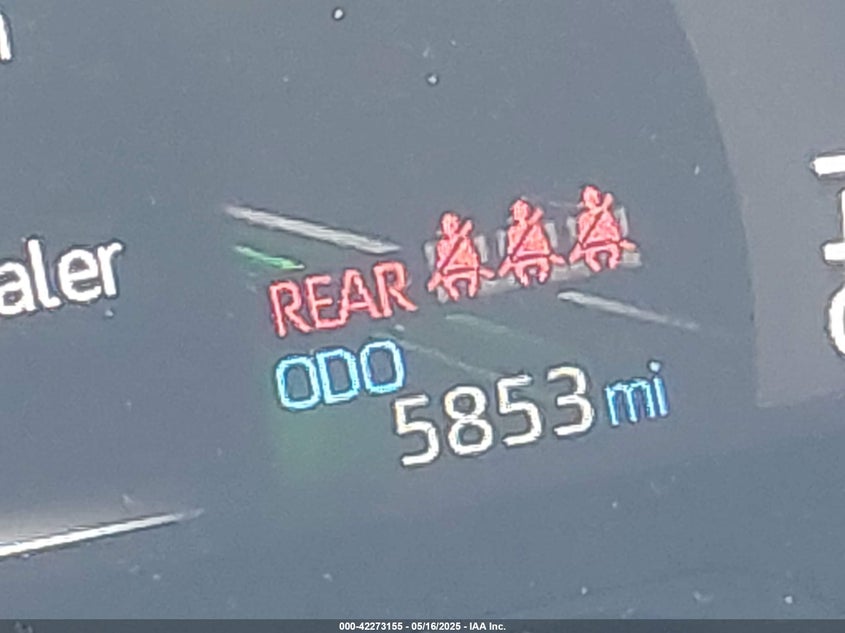 aler
REAR
ODO
5853 mi
000-42273155 - 05/16/2025 - IAA Inc.